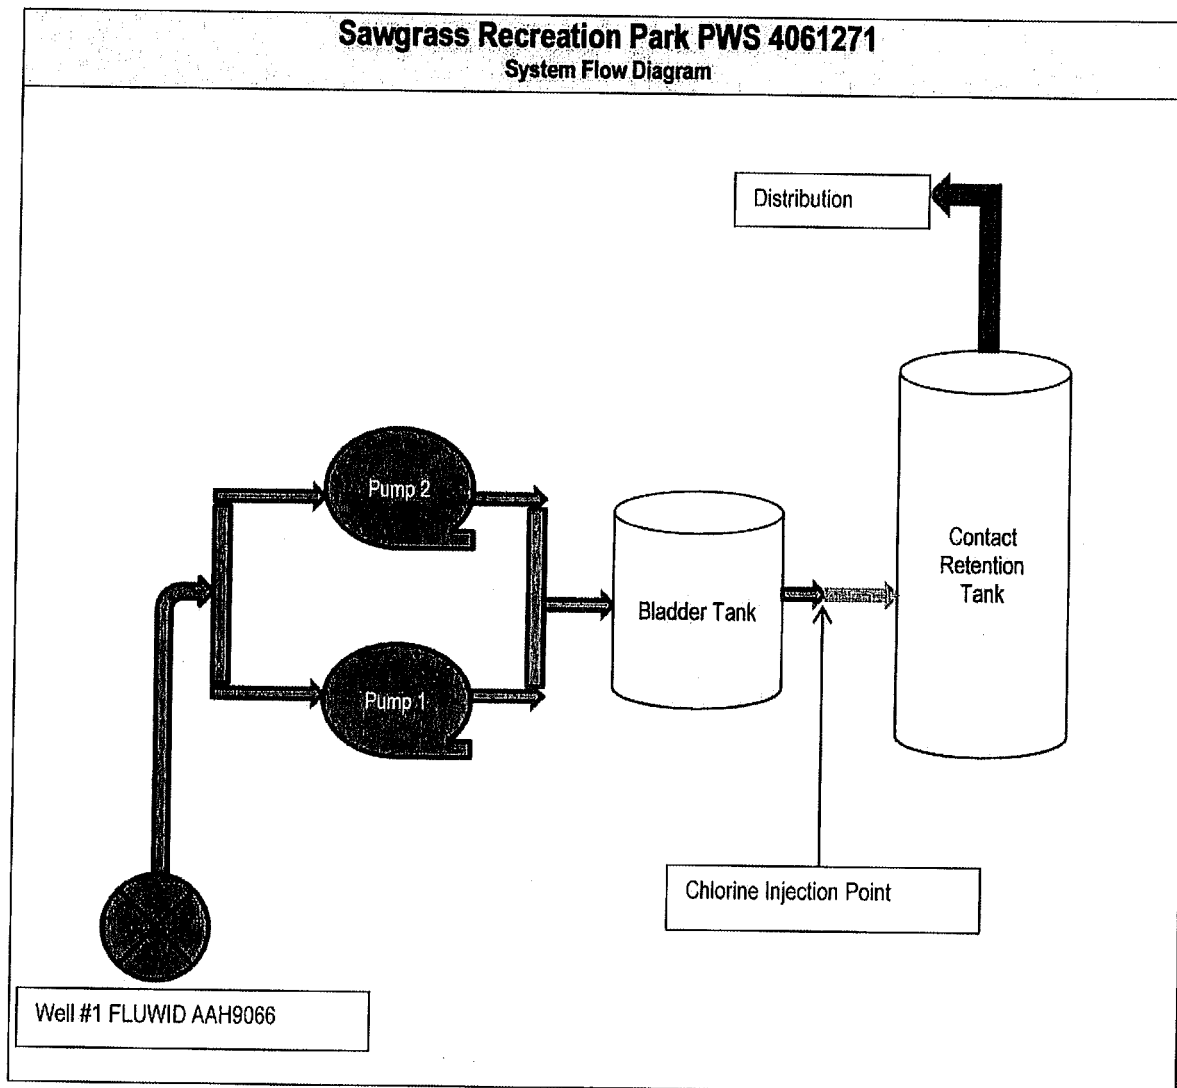 Sawgrass Recreation Park PWS 4061271
System Flow Diagram
Distribution
Pump 2
Contact
Retention
Tank
Bladder Tank
Pump 1
Chlorine Injection Point
Well #1 FLUWID AAH9066